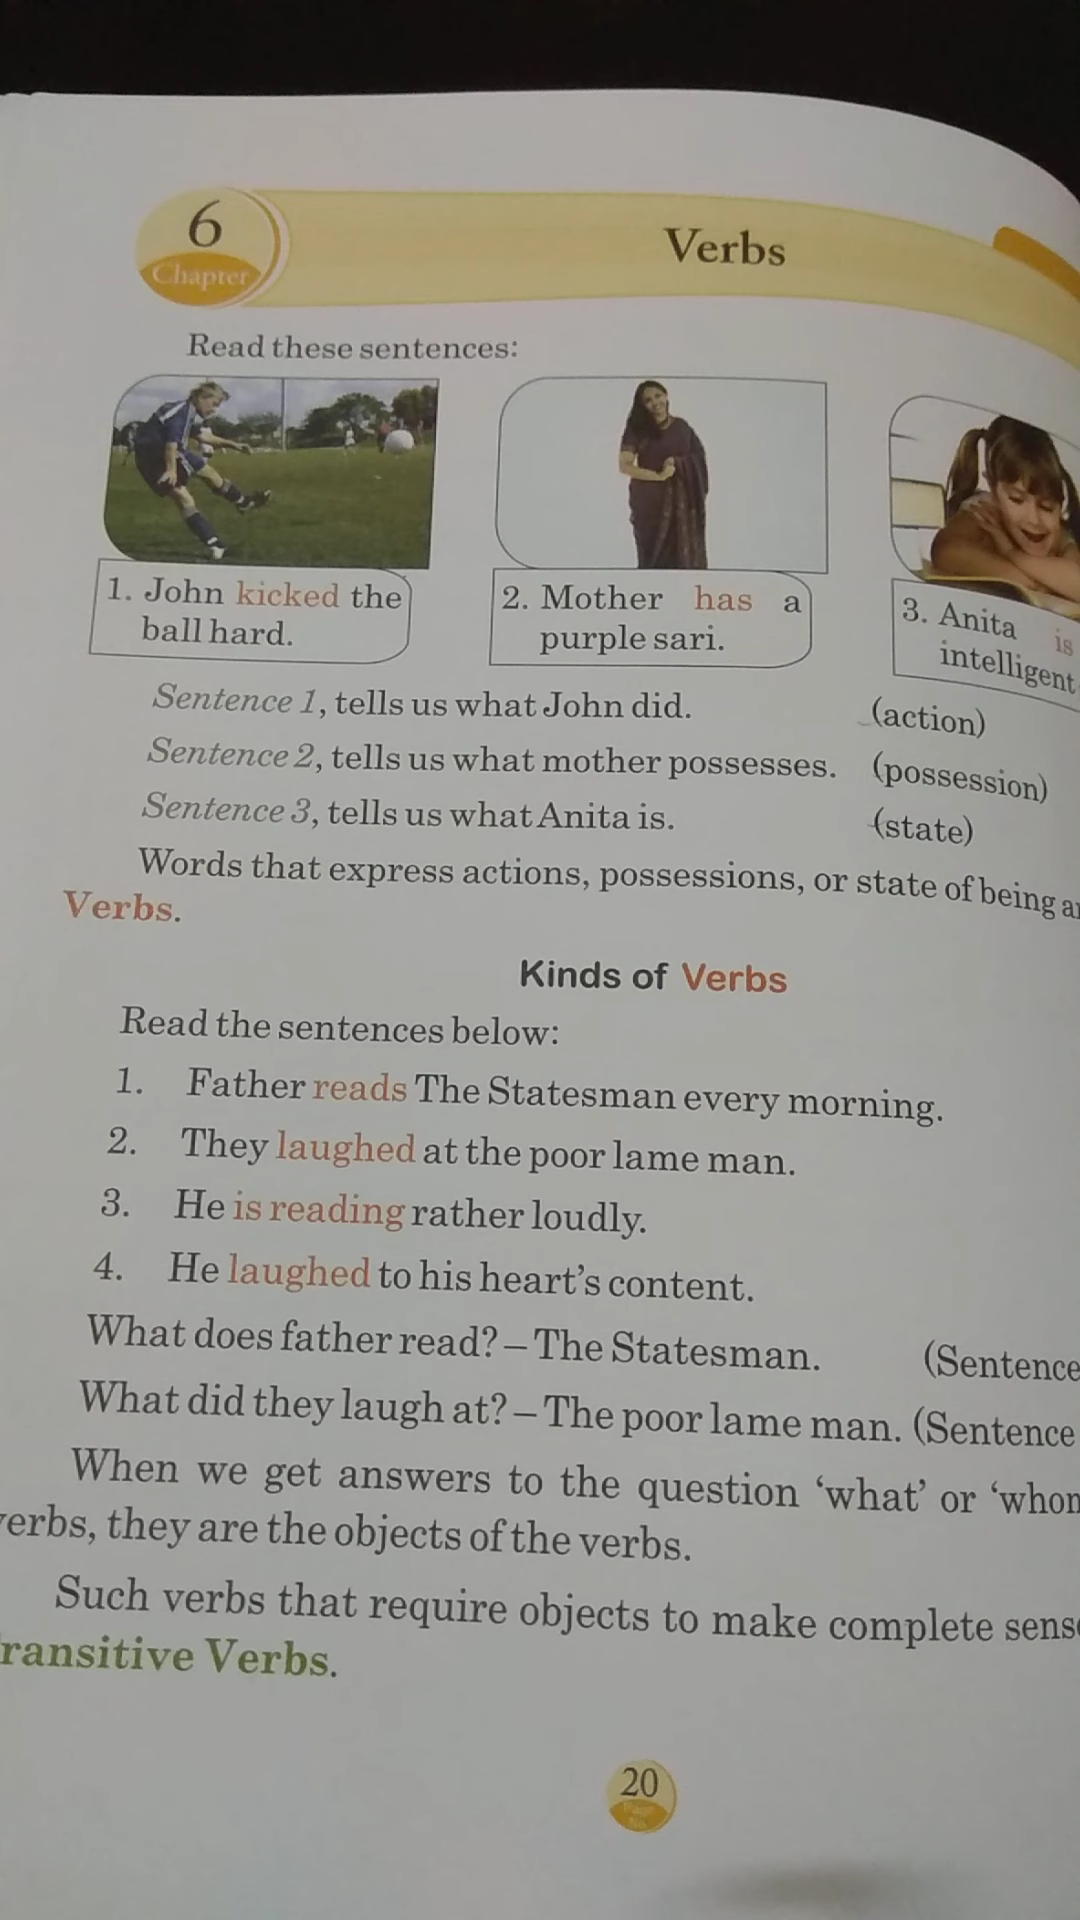 6
Chapter
Verbs
Read these sentences:
1. John kicked the
ball hard.
2. Mother has a
purple sari.
3. Anita is
intelligent
Sentence 1, tells us what John did. (action)
Sentence 2, tells us what mother possesses. (possession)
Sentence 3, tells us what Anita is. (state)
Words that express actions, possessions, or state of being
Verbs.
Kinds of Verbs
Read the sentences below:
1. Father reads The Statesman every morning.
2. They laughed at the poor lame man.
3. He is reading rather loudly.
4. He laughed to his heart's content.
What does father read? – The Statesman. (Sentence
What did they laugh at? – The poor lame man. (Sentence
When we get answers to the question 'what' or
verbs, they are the objects of the verbs.
Such verbs that require objects to make complete
ransitive Verbs.
20
Page
No.